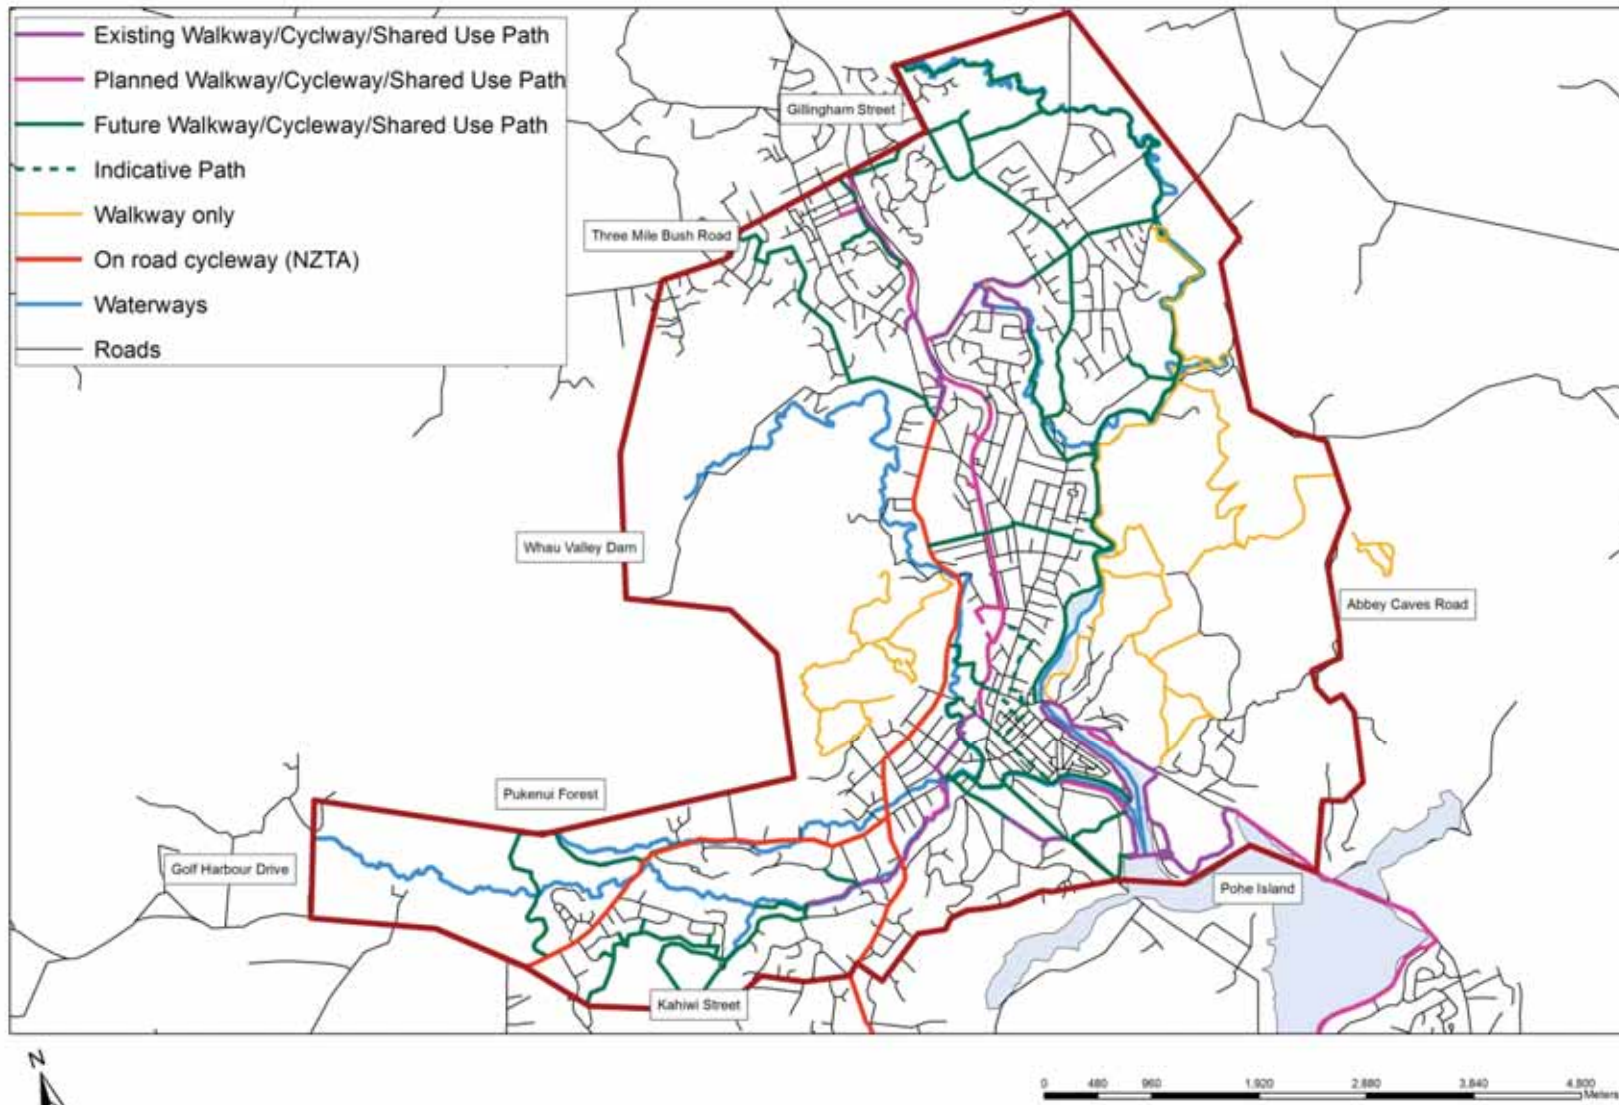 Existing Walkway/Cyclway/Shared Use Path
Planned Walkway/Cycleway/Shared Use Path
Future Walkway/Cycleway/Shared Use Path
Indicative Path
Walkway only
On road cycleway (NZTA)
Waterways
Roads
Gillingham Street
Three Mile Bush Road
Whau Valley Dam
Abbey Caves Road
Pukenui Forest
Golf Harbour Drive
Pohe Island
Kahiwi Street
N
0 480 960 1,920 2,880 3,840 4,800
Meters